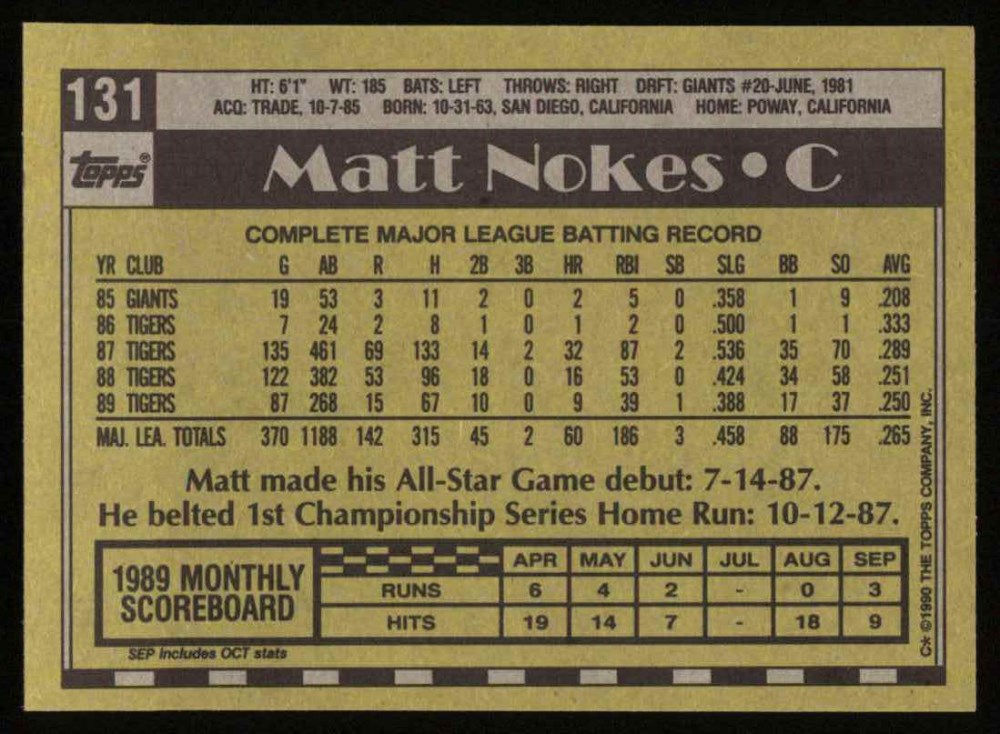 131
HT: 6'1" WT: 185 BATS: LEFT THROWS: RIGHT DRFT: GIANTS #20-JUNE, 1981
ACQ: TRADE, 10-7-85 BORN: 10-31-63, SAN DIEGO, CALIFORNIA HOME: POWAY, CALIFORNIA
topps®
Matt Nokes • C
COMPLETE MAJOR LEAGUE BATTING RECORD
YR CLUB G AB R H 2B 3B HR RBI SB SLG BB SO AVG
85 GIANTS 19 53 3 11 2 0 2 5 0 .358 1 9 .208
86 TIGERS 7 24 2 8 1 0 1 2 0 .500 1 1 .333
87 TIGERS 135 461 69 133 14 2 32 87 2 .536 35 70 .289
88 TIGERS 122 382 53 96 18 0 16 53 0 .424 34 58 .251
89 TIGERS 87 268 15 67 10 0 9 39 1 .388 17 37 .250
MAJ. LEA. TOTALS 370 1188 142 315 45 2 60 186 3 .458 88 175 .265
Matt made his All-Star Game debut: 7-14-87.
He belted 1st Championship Series Home Run: 10-12-87.
1989 MONTHLY
SCOREBOARD
APR MAY JUN JUL AUG SEP
RUNS 6 4 2 - 0 3
HITS 19 14 7 - 18 9
SEP includes OCT stats
C* ©1990 THE TOPPS COMPANY, INC.